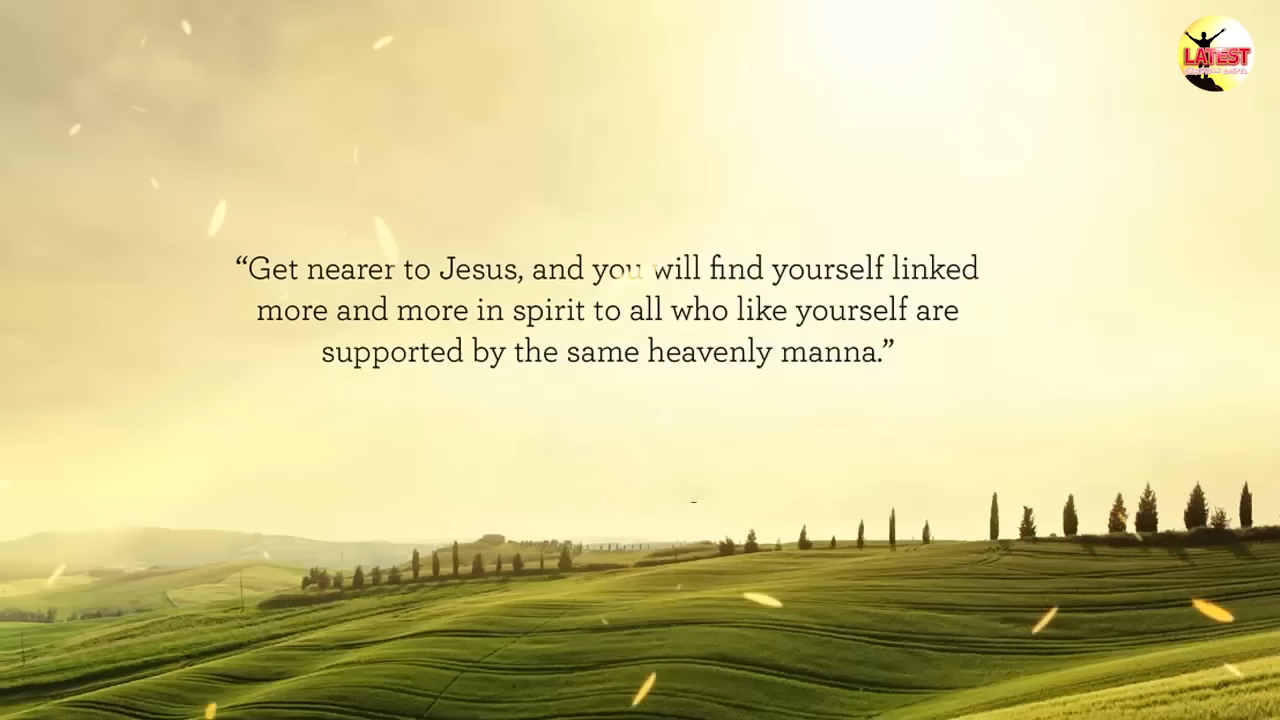 LATEST
“Get nearer to Jesus, and you will find yourself linked
more and more in spirit to all who like yourself are
supported by the same heavenly manna.”